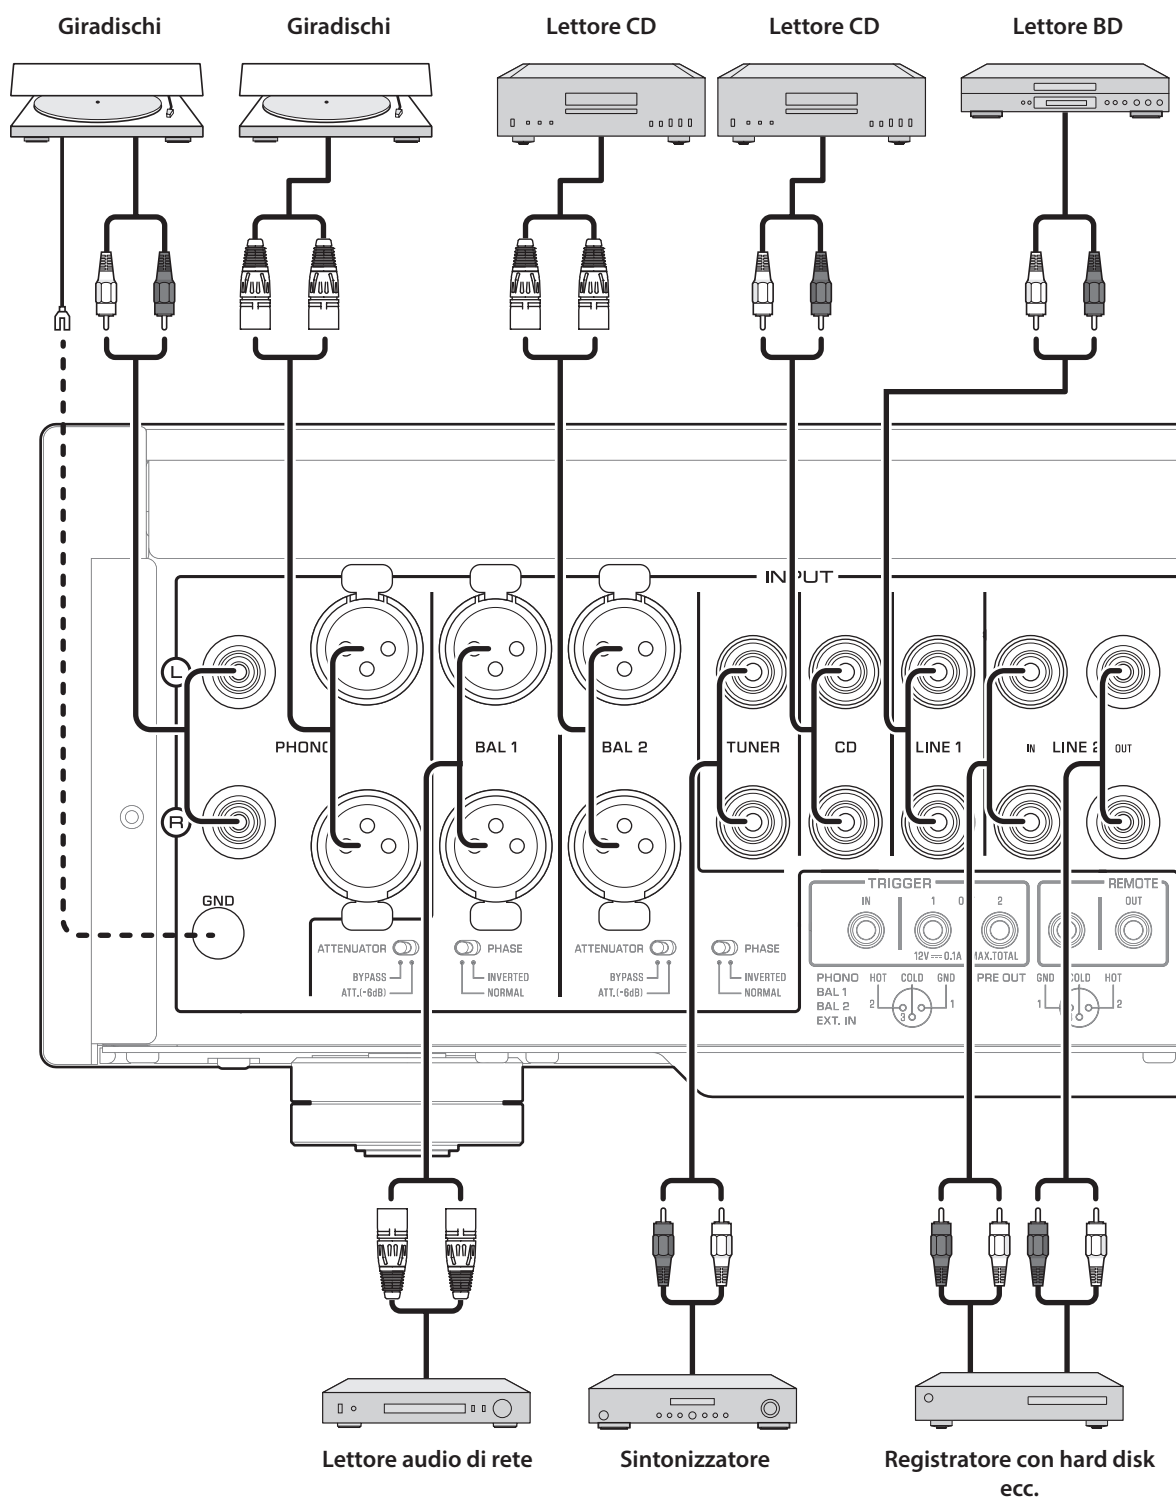 Giradischi
Giradischi
Lettore CD
Lettore CD
Lettore BD
INPUT
L
PHONO
BAL 1
BAL 2
TUNER
CD
LINE 1
IN
LINE 2
OUT
R
GND
TRIGGER
REMOTE
IN
1
2
OUT
ATTENUATOR
PHASE
ATTENUATOR
PHASE
12V
0.1A MAX.TOTAL
BYPASS
INVERTED
BYPASS
INVERTED
ATT.(-6dB)
NORMAL
ATT.(-6dB)
NORMAL
PHONO
BAL 1
BAL 2
EXT. IN
HOT COLD GND
2
3
1
PRE OUT
GND COLD HOT
1
2
Lettore audio di rete
Sintonizzatore
Registratore con hard disk
ecc.